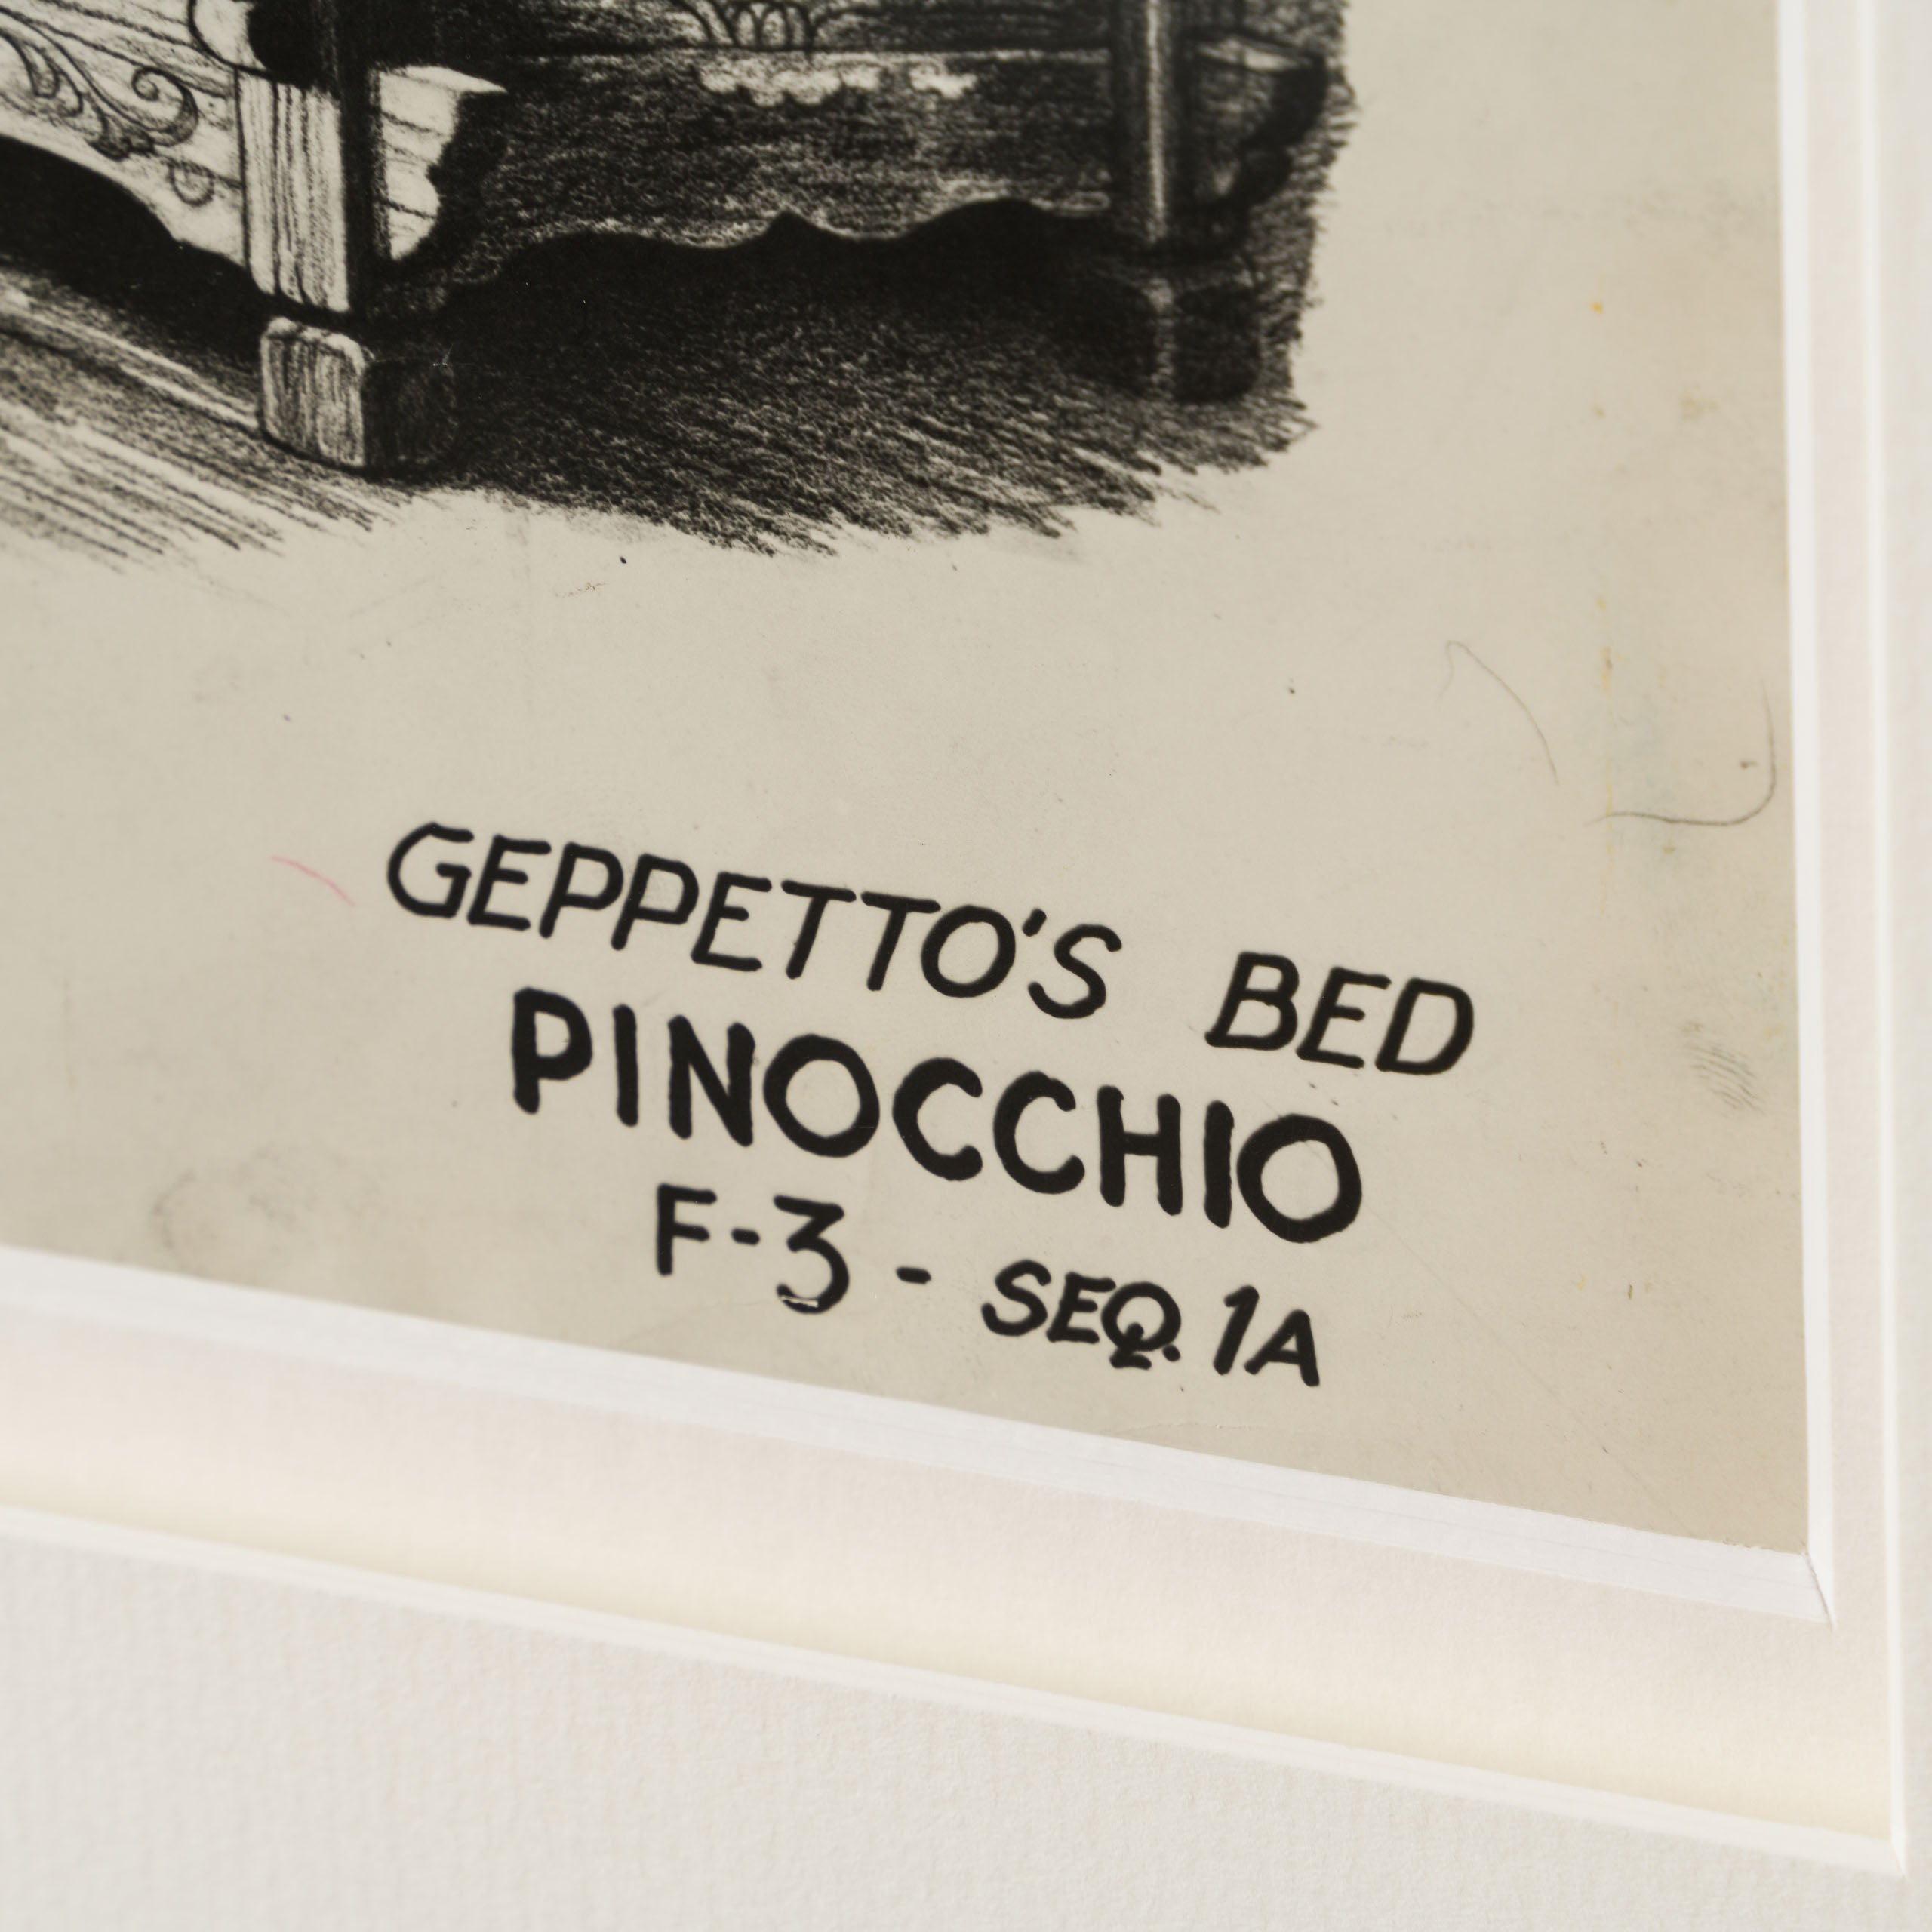 GEPPETTO'S BED
PINOCCHIO
F-3 - SEQ. 1A